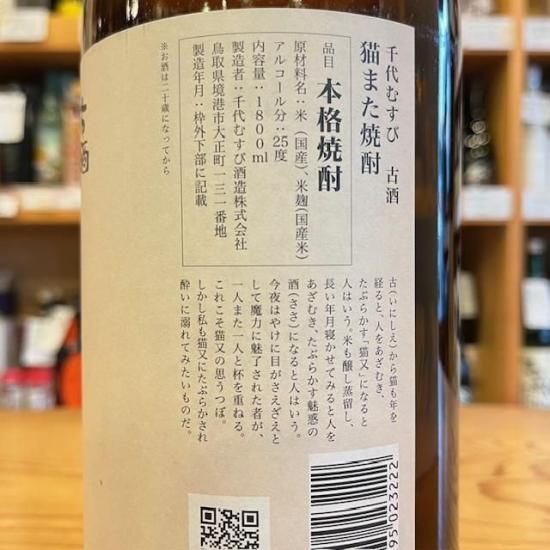 千代むすび 古酒
猫また焼酎
品目 本格焼酎
原材料名：米（国産）、米麹（国産米）
アルコール分：25度
内容量：1800ml
製造者：千代むすび酒造株式会社
鳥取県境港市大正町一三一番地
製造年月：枠外下部に記載
※お酒は二十歳になってから
古（いにしえ）から猫も年を
経ると、人をあざむき、
たぶらかす「猫又」になると
人はいう。米も醸し蒸留し、
長い年月寝かせてみると人を
あざむき、たぶらかす魅惑の
酒（ささ）になると人はいう。
今夜はやけに目がさえざえと
して魔力に魅了された者が、
一人また一人と杯を重ねる。
これこそ猫又の思うつぼ。
しかし私も猫又にたぶらかされ
酔いに溺れてみたいものだ。
古酒
95023222